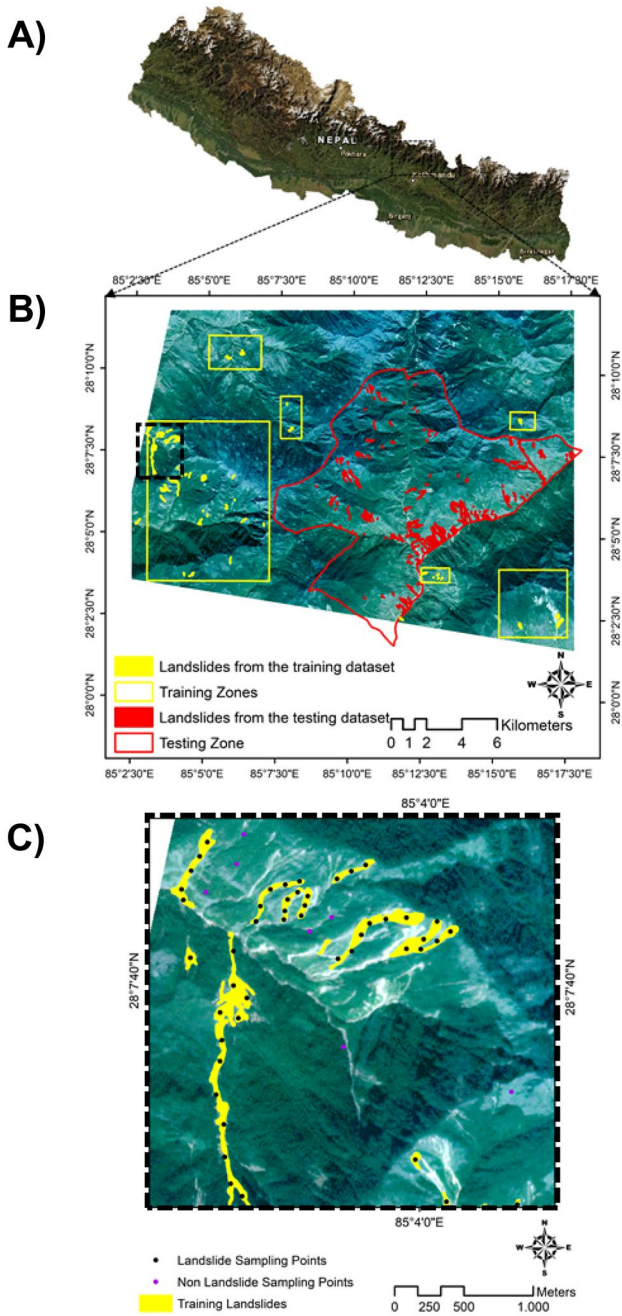 A)
NEPAL
Pokhara
Kathmandu
Birganj
Biratnagar
85°2'30"E 85°5'0"E 85°7'30"E 85°10'0"E 85°12'30"E 85°15'0"E 85°17'30"E
B)
28°10'0"N 28°10'0"N
28°7'30"N 28°7'30"N
28°5'0"N 28°5'0"N
28°2'30"N 28°2'30"N
28°0'0"N 28°0'0"N
Landslides from the training dataset
Training Zones
Landslides from the testing dataset
Testing Zone
N
W E
S
Kilometers
0 1 2 4 6
85°2'30"E 85°5'0"E 85°7'30"E 85°10'0"E 85°12'30"E 85°15'0"E 85°17'30"E
85°4'0"E
C)
28°7'40"N 28°7'40"N
85°4'0"E
Landslide Sampling Points
Non Landslide Sampling Points
Training Landslides
N
W E
S
Meters
0 250 500 1.000